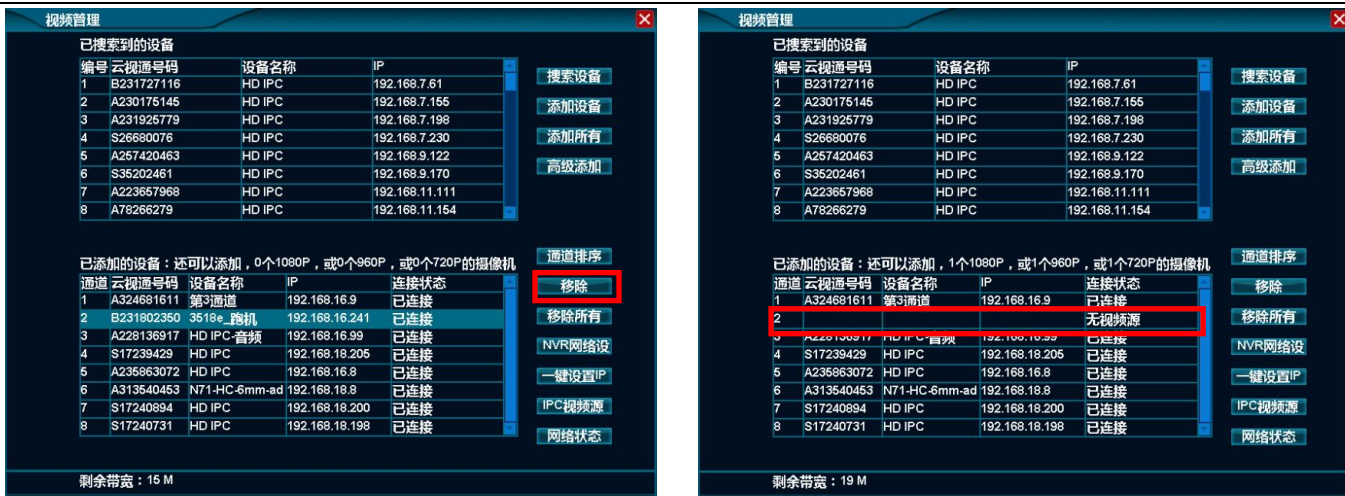 视频管理
已搜索到的设备
编号 云视通号码 设备名称 IP
1 B231727116 HD IPC 192.168.7.61
2 A230175145 HD IPC 192.168.7.155
3 A231925779 HD IPC 192.168.7.198
4 S26680076 HD IPC 192.168.7.230
5 A257420463 HD IPC 192.168.9.122
6 S35202461 HD IPC 192.168.9.170
7 A223657968 HD IPC 192.168.11.111
8 A78266279 HD IPC 192.168.11.154
搜索设备
添加设备
添加所有
高级添加
已添加的设备：还可以添加，0个1080P，或0个960P，或0个720P的摄像机
通道 云视通号码 设备名称 IP 连接状态
1 A324681611 第3通道 192.168.16.9 已连接
2 B231802350 3518e_跑机 192.168.16.241 已连接
3 A228136917 HD IPC-音频 192.168.16.99 已连接
4 S17239429 HD IPC 192.168.18.205 已连接
5 A235863072 HD IPC 192.168.16.8 已连接
6 A313540453 N71-HC-6mm-ad 192.168.18.8 已连接
7 S17240894 HD IPC 192.168.18.200 已连接
8 S17240731 HD IPC 192.168.18.198 已连接
通道排序
移除
移除所有
NVR网络设
一键设置IP
IPC视频源
网络状态
剩余带宽：15 M
视频管理
已搜索到的设备
编号 云视通号码 设备名称 IP
1 B231727116 HD IPC 192.168.7.61
2 A230175145 HD IPC 192.168.7.155
3 A231925779 HD IPC 192.168.7.198
4 S26680076 HD IPC 192.168.7.230
5 A257420463 HD IPC 192.168.9.122
6 S35202461 HD IPC 192.168.9.170
7 A223657968 HD IPC 192.168.11.111
8 A78266279 HD IPC 192.168.11.154
搜索设备
添加设备
添加所有
高级添加
已添加的设备：还可以添加，1个1080P，或1个960P，或1个720P的摄像机
通道 云视通号码 设备名称 IP 连接状态
1 A324681611 第3通道 192.168.16.9 已连接
2 无视频源
3 A228136917 HD IPC-音频 192.168.16.99 已连接
4 S17239429 HD IPC 192.168.18.205 已连接
5 A235863072 HD IPC 192.168.16.8 已连接
6 A313540453 N71-HC-6mm-ad 192.168.18.8 已连接
7 S17240894 HD IPC 192.168.18.200 已连接
8 S17240731 HD IPC 192.168.18.198 已连接
通道排序
移除
移除所有
NVR网络设
一键设置IP
IPC视频源
网络状态
剩余带宽：19 M